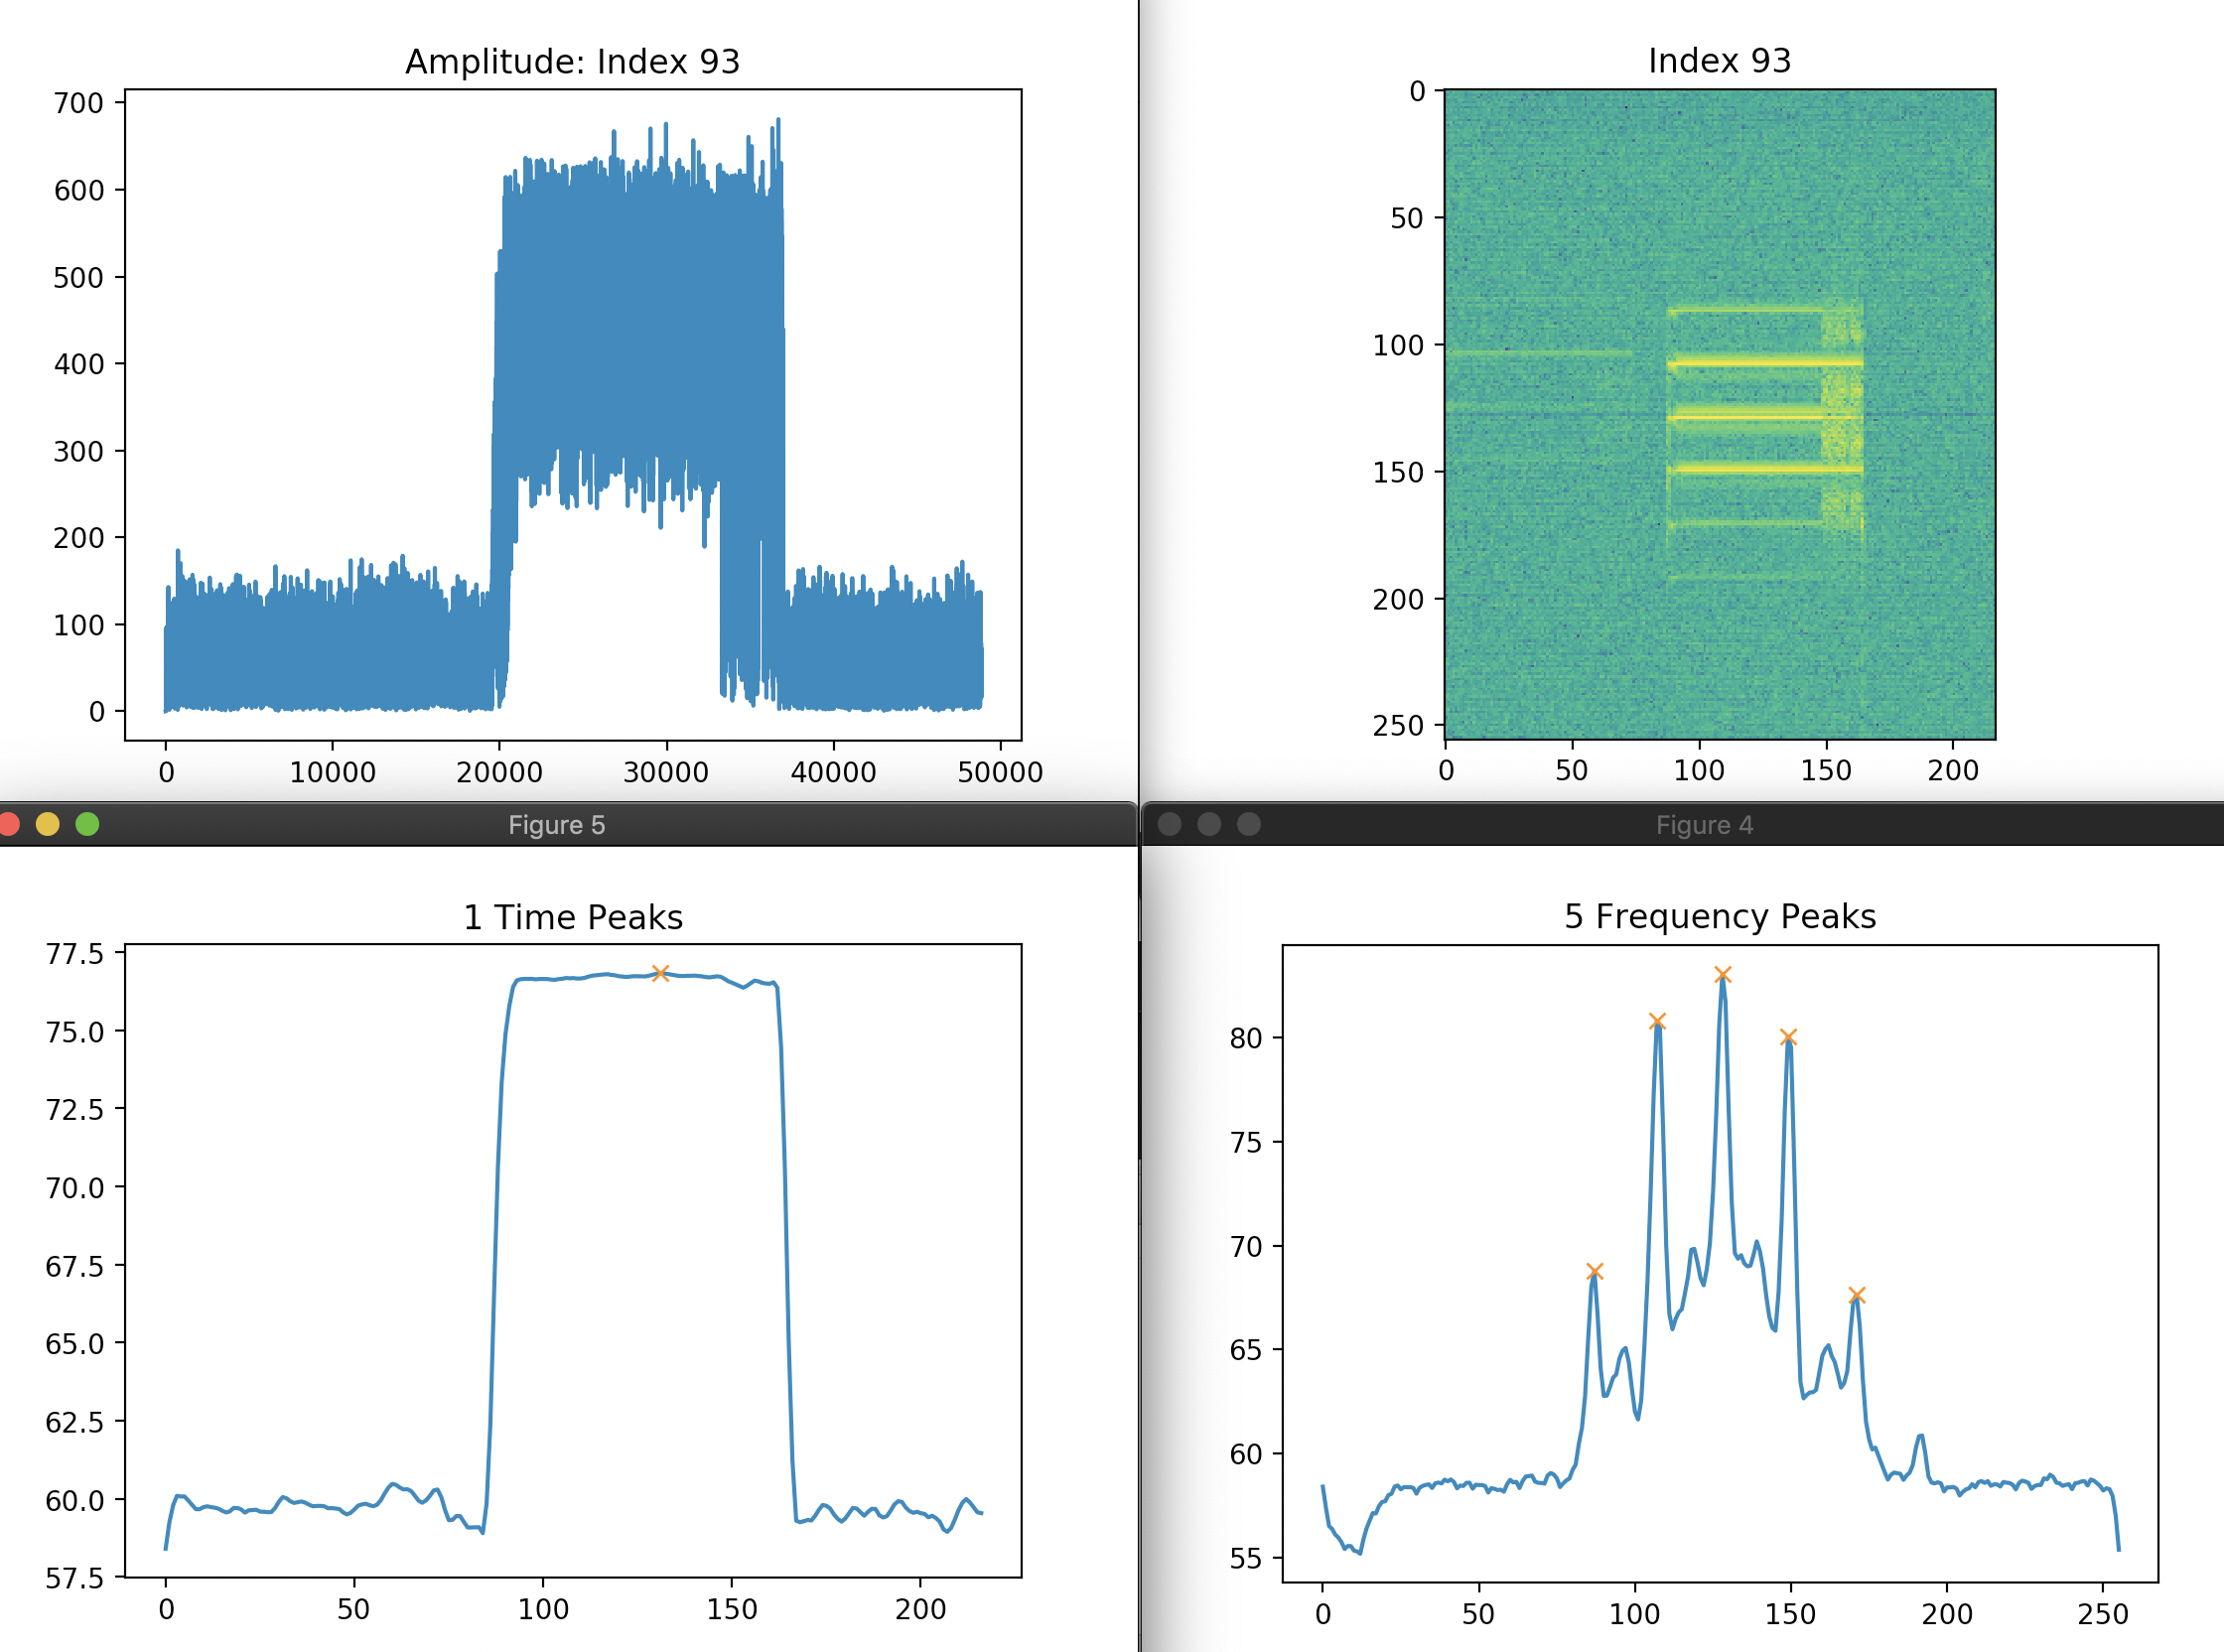 Amplitude: Index 93
700
600
500
400
300
200
100
0
0 10000 20000 30000 40000 50000
Index 93
0
50
100
150
200
250
0 50 100 150 200
Figure 5
1 Time Peaks
77.5
75.0
72.5
70.0
67.5
65.0
62.5
60.0
57.5
0 50 100 150 200
Figure 4
5 Frequency Peaks
80
75
70
65
60
55
0 50 100 150 200 250